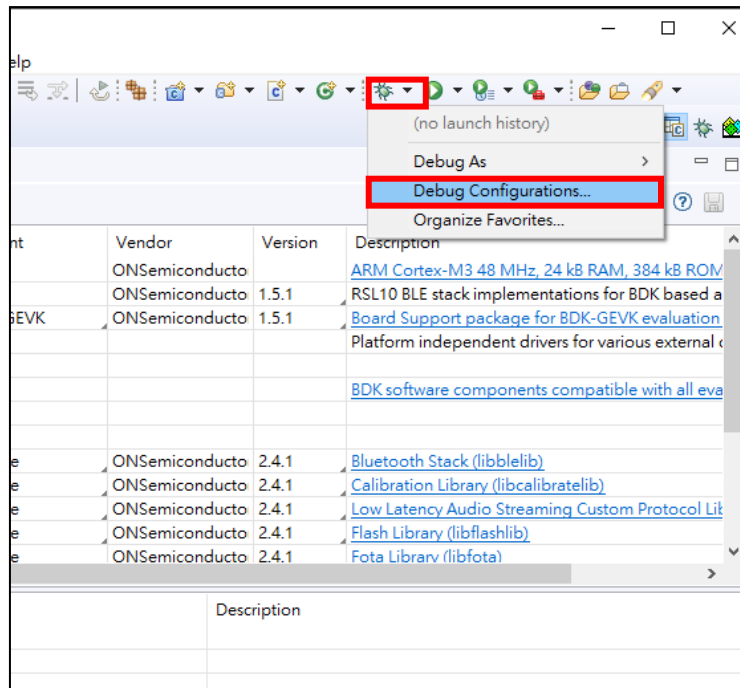 elp
(no launch history)
Debug As
Debug Configurations...
Organize Favorites...
nt Vendor Version Description
ONSemiconducto ARM Cortex-M3 48 MHz, 24 kB RAM, 384 kB ROM
ONSemiconducto 1.5.1 RSL10 BLE stack implementations for BDK based a
GEVK ONSemiconducto 1.5.1 Board Support package for BDK-GEVK evaluation
Platform independent drivers for various external
BDK software components compatible with all eva
e ONSemiconducto 2.4.1 Bluetooth Stack (libblelib)
e ONSemiconducto 2.4.1 Calibration Library (libcalibratelib)
e ONSemiconducto 2.4.1 Low Latency Audio Streaming Custom Protocol Lib
e ONSemiconducto 2.4.1 Flash Library (libflashlib)
e ONSemiconducto 2.4.1 Fota Library (libfota)
Description